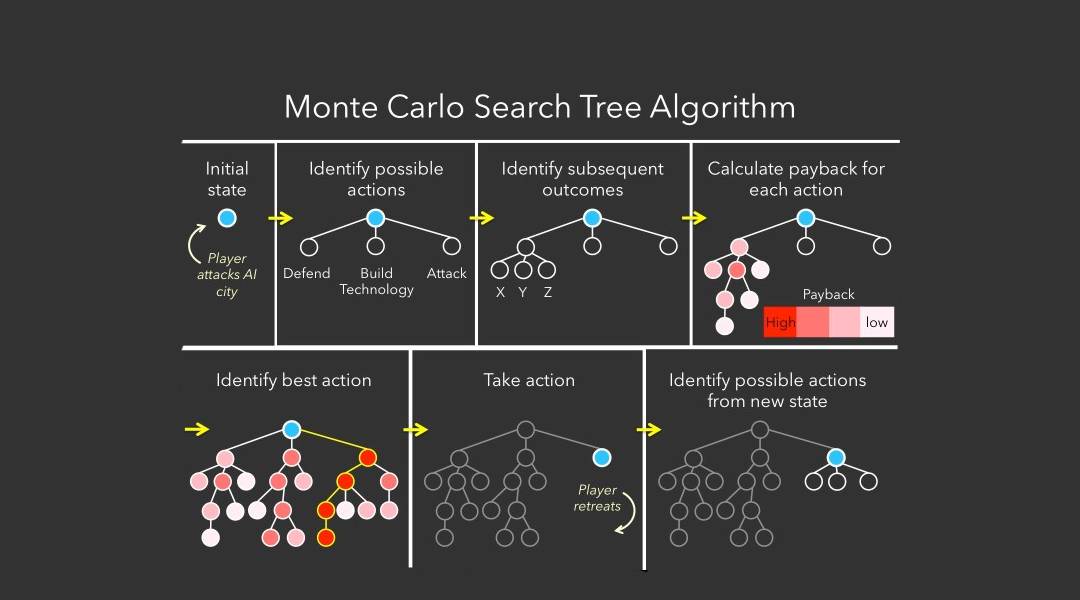 Monte Carlo Search Tree Algorithm
Initial
state
Player
attacks AI
city
Identify possible
actions
Defend
Build
Technology
Attack
Identify subsequent
outcomes
X
Y
Z
Calculate payback for
each action
Payback
High
low
Identify best action
Take action
Player
retreats
Identify possible actions
from new state